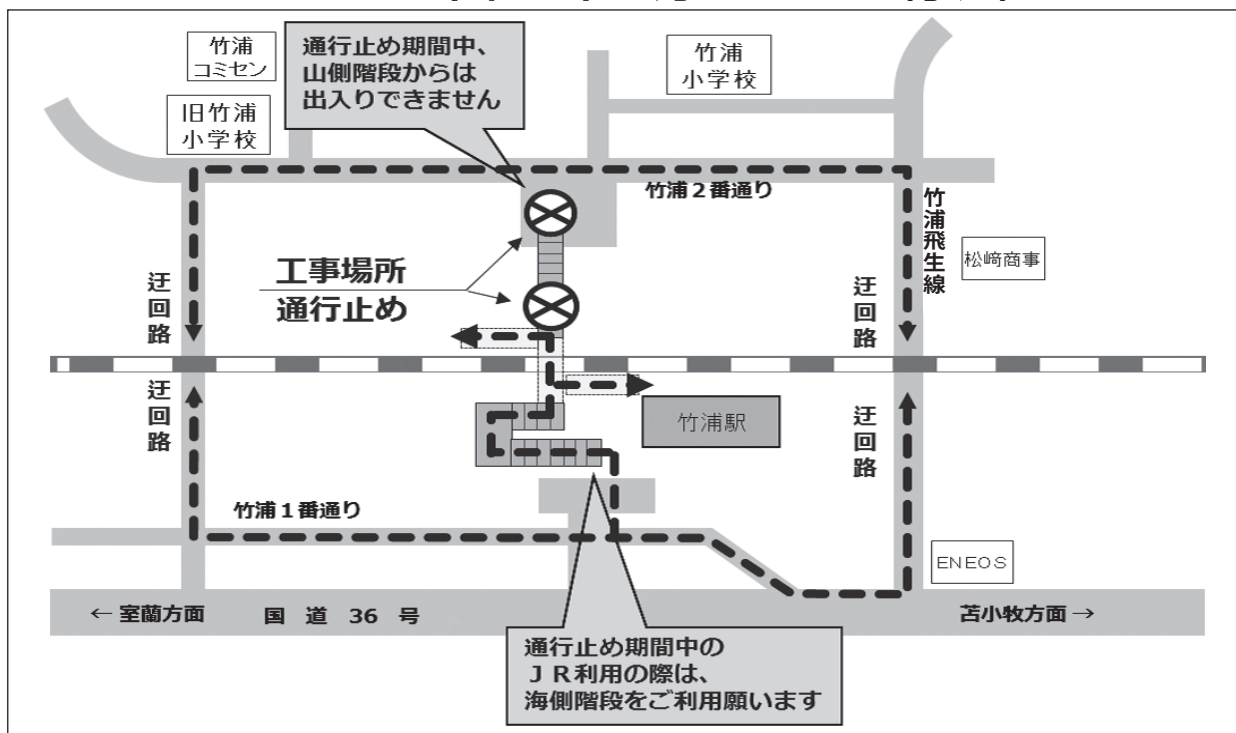 竹浦
コミセン
通行止め期間中、
山側階段からは
出入りできません
竹浦
小学校
旧竹浦
小学校
竹浦２番通り
竹浦飛生線
松﨑商事
工事場所
通行止め
迂回路
迂回路
迂回路
迂回路
竹浦駅
竹浦１番通り
ENEOS
← 室蘭方面
国 道 36 号
苫小牧方面 →
通行止め期間中の
ＪＲ利用の際は、
海側階段をご利用願います